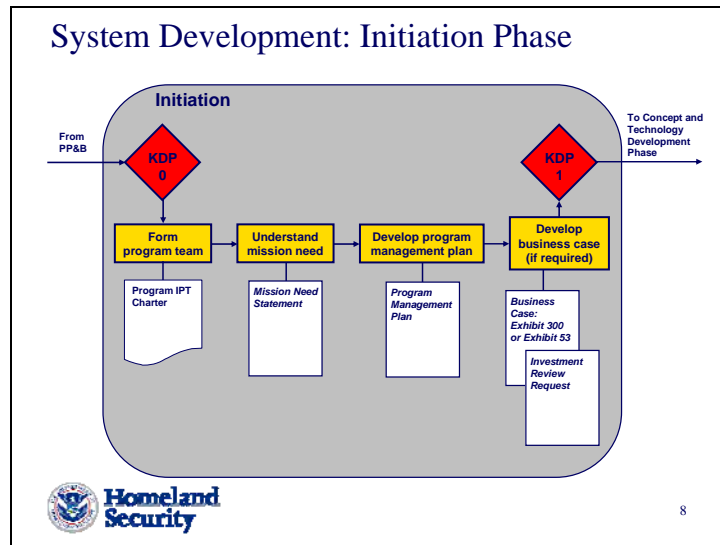 System Development: Initiation Phase
Initiation
From
PP&B
To Concept and
Technology
Development
Phase
KDP
0
KDP
1
Form
program team
Understand
mission need
Develop program
management plan
Develop
business case
(if required)
Program IPT
Charter
Mission Need
Statement
Program
Management
Plan
Business
Case:
Exhibit 300
or Exhibit 53
Investment
Review
Request
Homeland
Security
8